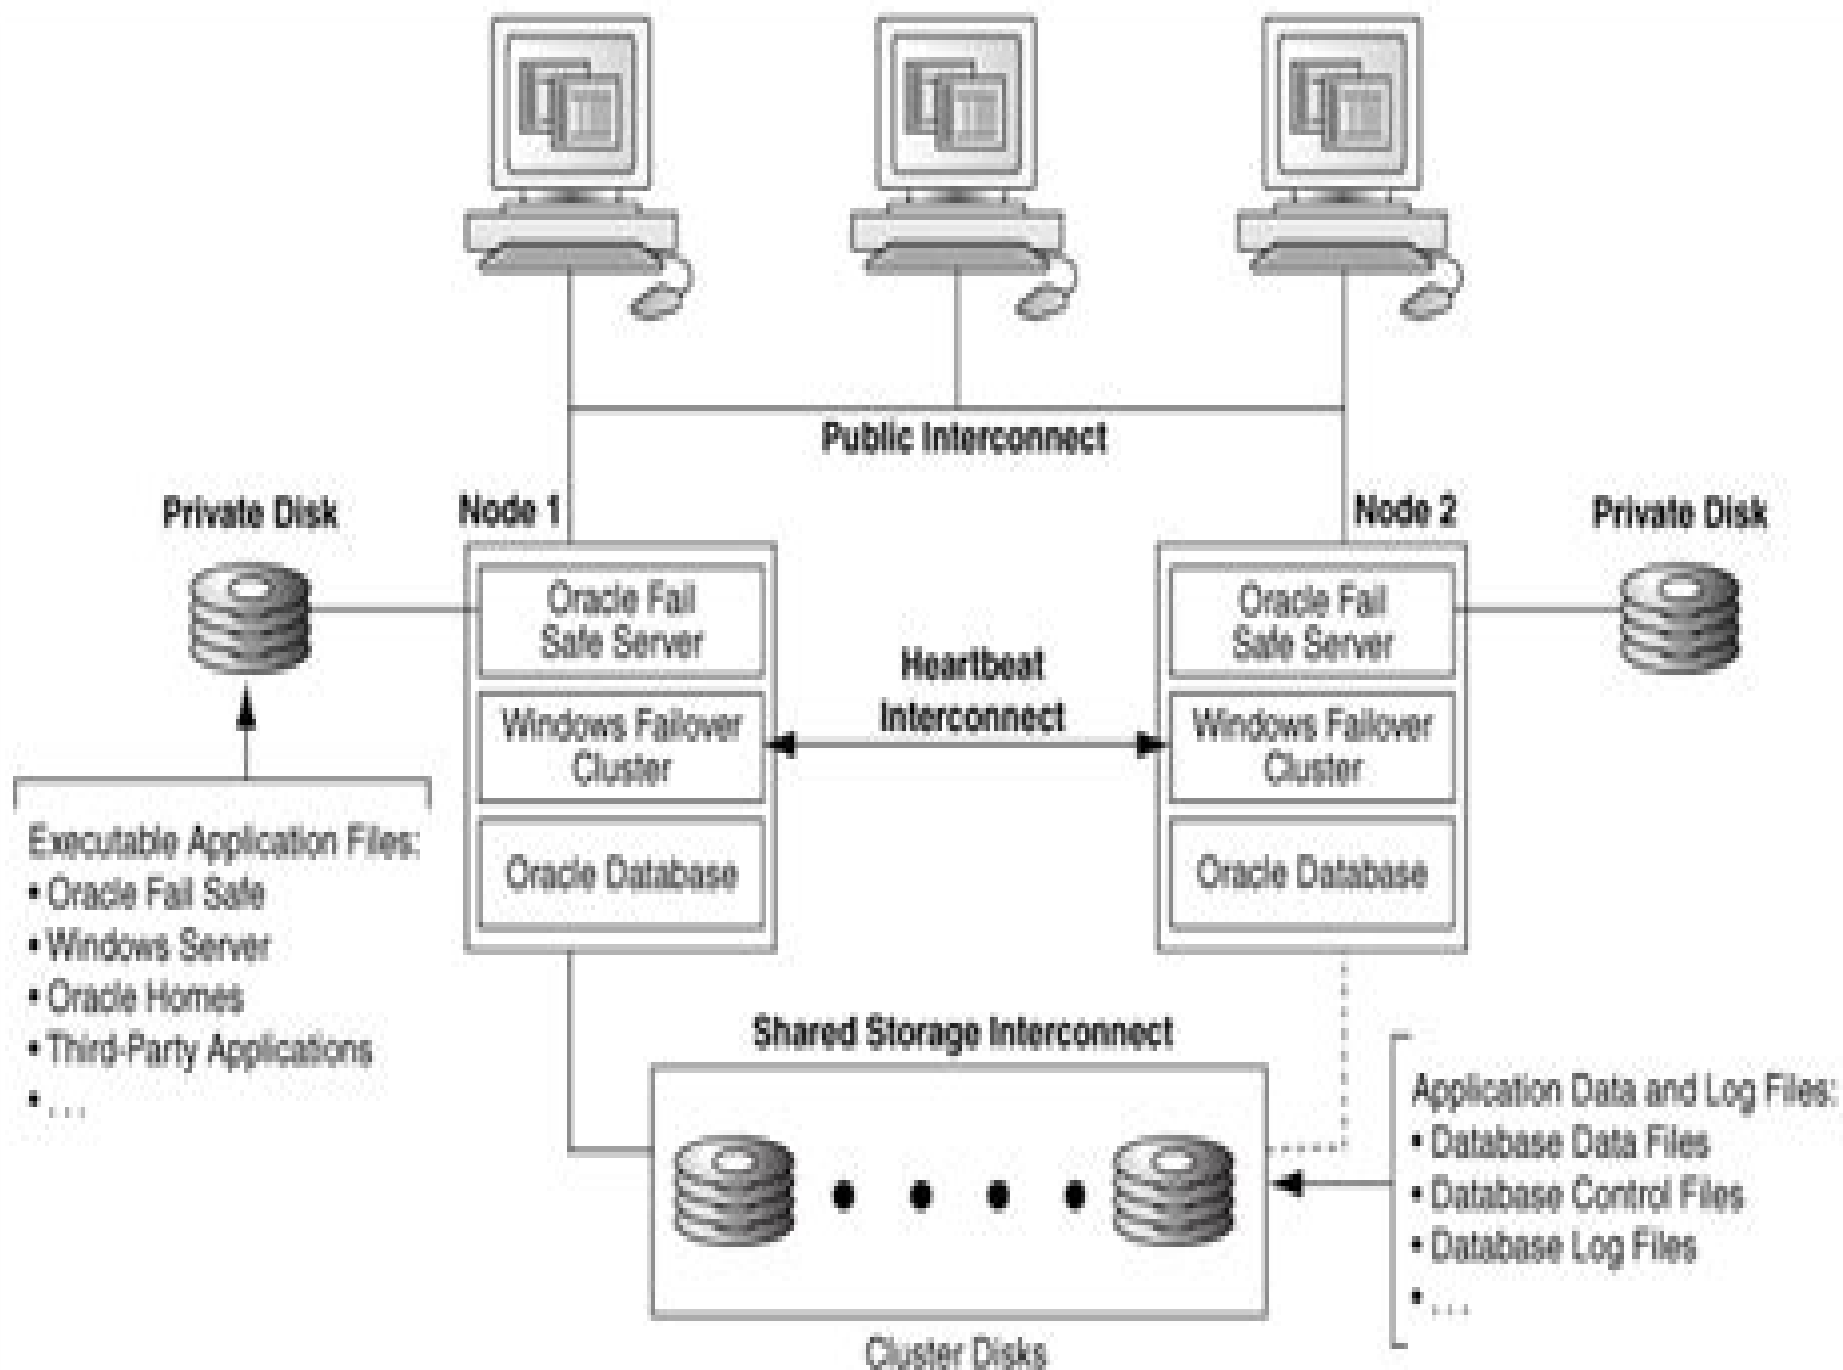 Public Interconnect
Private Disk
Node 1
Node 2
Private Disk
Oracle Fail
Safe Server
Oracle Fail
Safe Server
Heartbeat
Interconnect
Windows Failover
Cluster
Windows Failover
Cluster
Oracle Database
Oracle Database
Executable Application Files:
• Oracle Fail Safe
• Windows Server
• Oracle Homes
• Third-Party Applications
• ...
Shared Storage Interconnect
Application Data and Log Files:
• Database Data Files
• Database Control Files
• Database Log Files
• ...
Cluster Disks